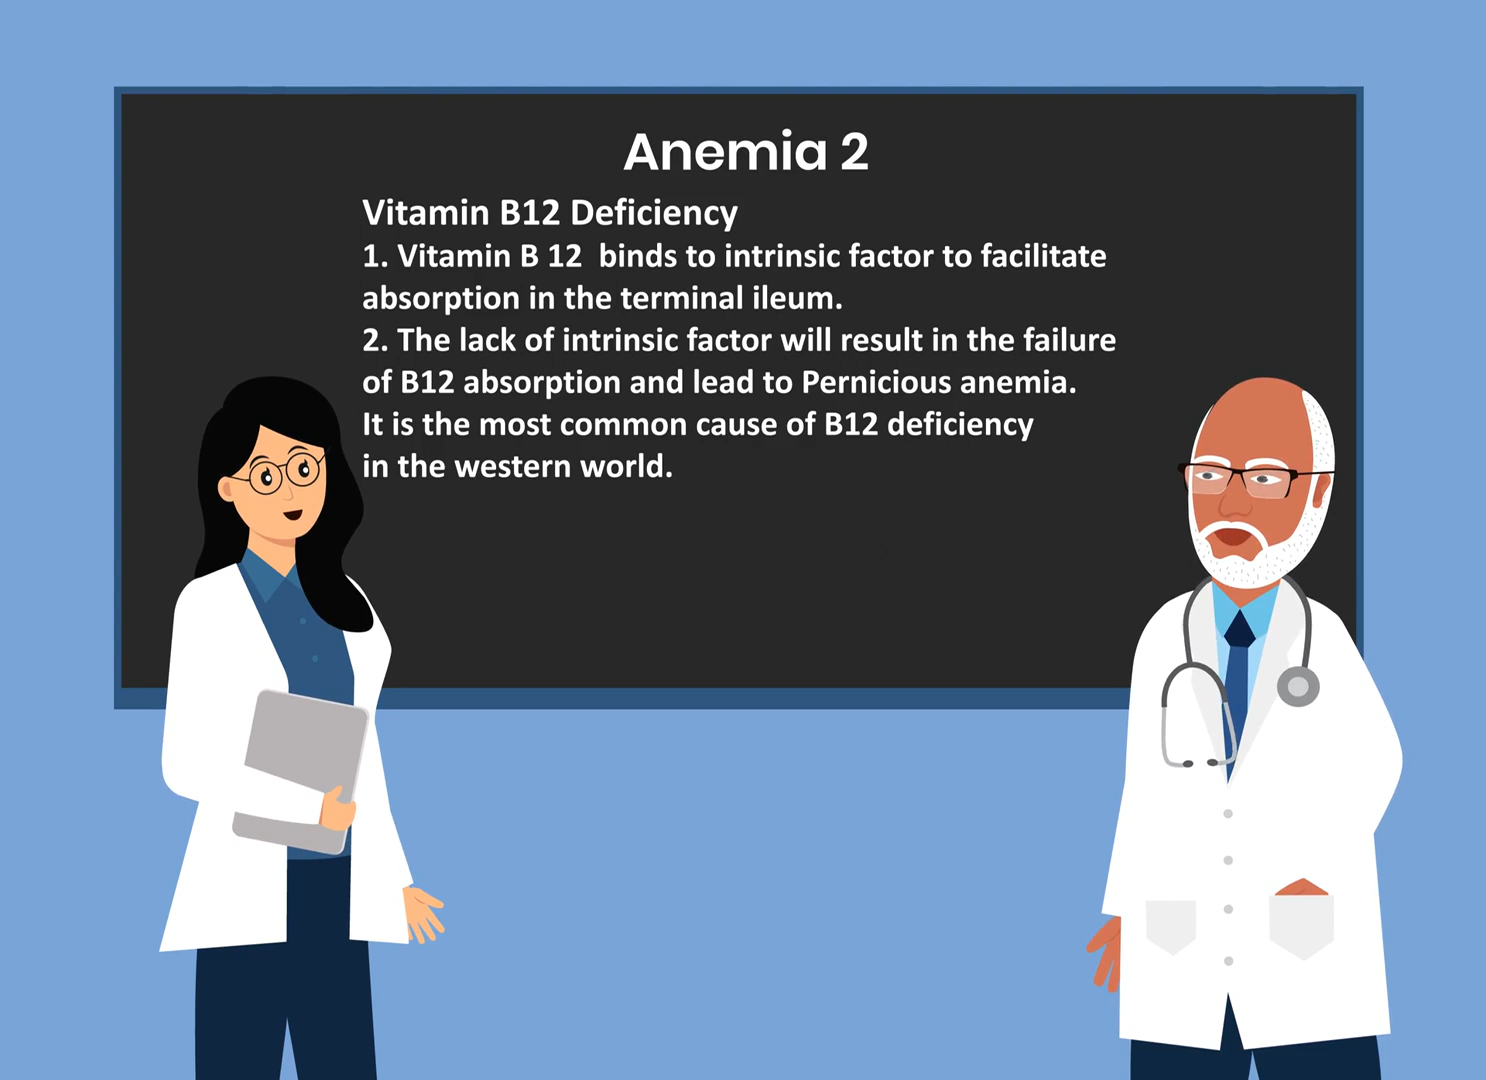 Anemia 2
Vitamin B12 Deficiency
1. Vitamin B 12  binds to intrinsic factor to facilitate
absorption in the terminal ileum.
2. The lack of intrinsic factor will result in the failure
of B12 absorption and lead to Pernicious anemia.
It is the most common cause of B12 deficiency
in the western world.